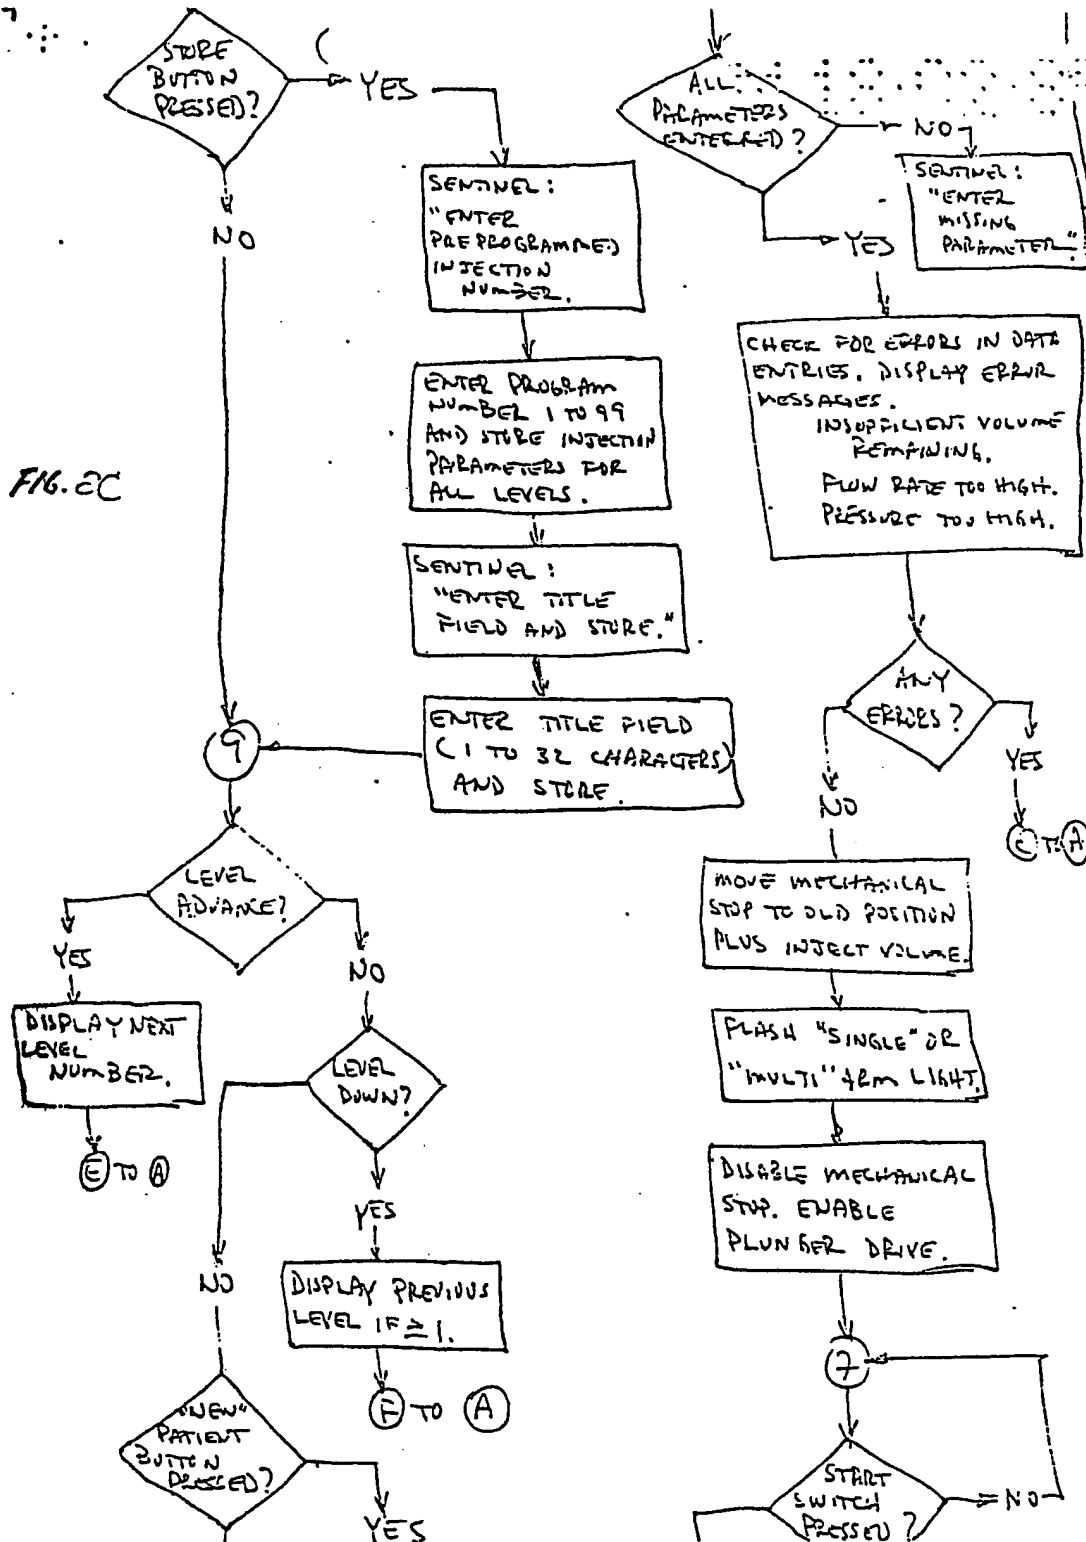 STORE
BUTTON
PRESSED?
YES
NO
SENTINEL:
"ENTER
PREPROGRAMMED
INJECTION
NUMBER.
ENTER PROGRAM
NUMBER 1 TO 99
AND STORE INJECTION
PARAMETERS FOR
ALL LEVELS.
SENTINEL:
"ENTER TITLE
FIELD AND STORE."
ENTER TITLE FIELD
(1 TO 32 CHARACTERS)
AND STORE.
FIG. 2C
9
LEVEL
ADVANCE?
YES
NO
DISPLAY NEXT
LEVEL
NUMBER.
E TO A
LEVEL
DOWN?
YES
NO
DISPLAY PREVIOUS
LEVEL IF ≥ 1.
F TO A
"NEW"
PATIENT
BUTTON
PRESSED?
YES
ALL
PARAMETERS
ENTERED?
NO
SENTINEL:
"ENTER
MISSING
PARAMETER."
YES
CHECK FOR ERRORS IN DATA
ENTRIES. DISPLAY ERROR
MESSAGES.
INSUFFICIENT VOLUME
REMAINING.
FLOW RATE TOO HIGH.
PRESSURE TOO HIGH.
ANY
ERRORS?
YES
TO A
NO
MOVE MECHANICAL
STOP TO OLD POSITION
PLUS INJECT VOLUME.
FLASH "SINGLE" OR
"MULTI" ARM LIGHT.
DISABLE MECHANICAL
STOP. ENABLE
PLUNGER DRIVE.
7
START
SWITCH
PRESSED?
NO